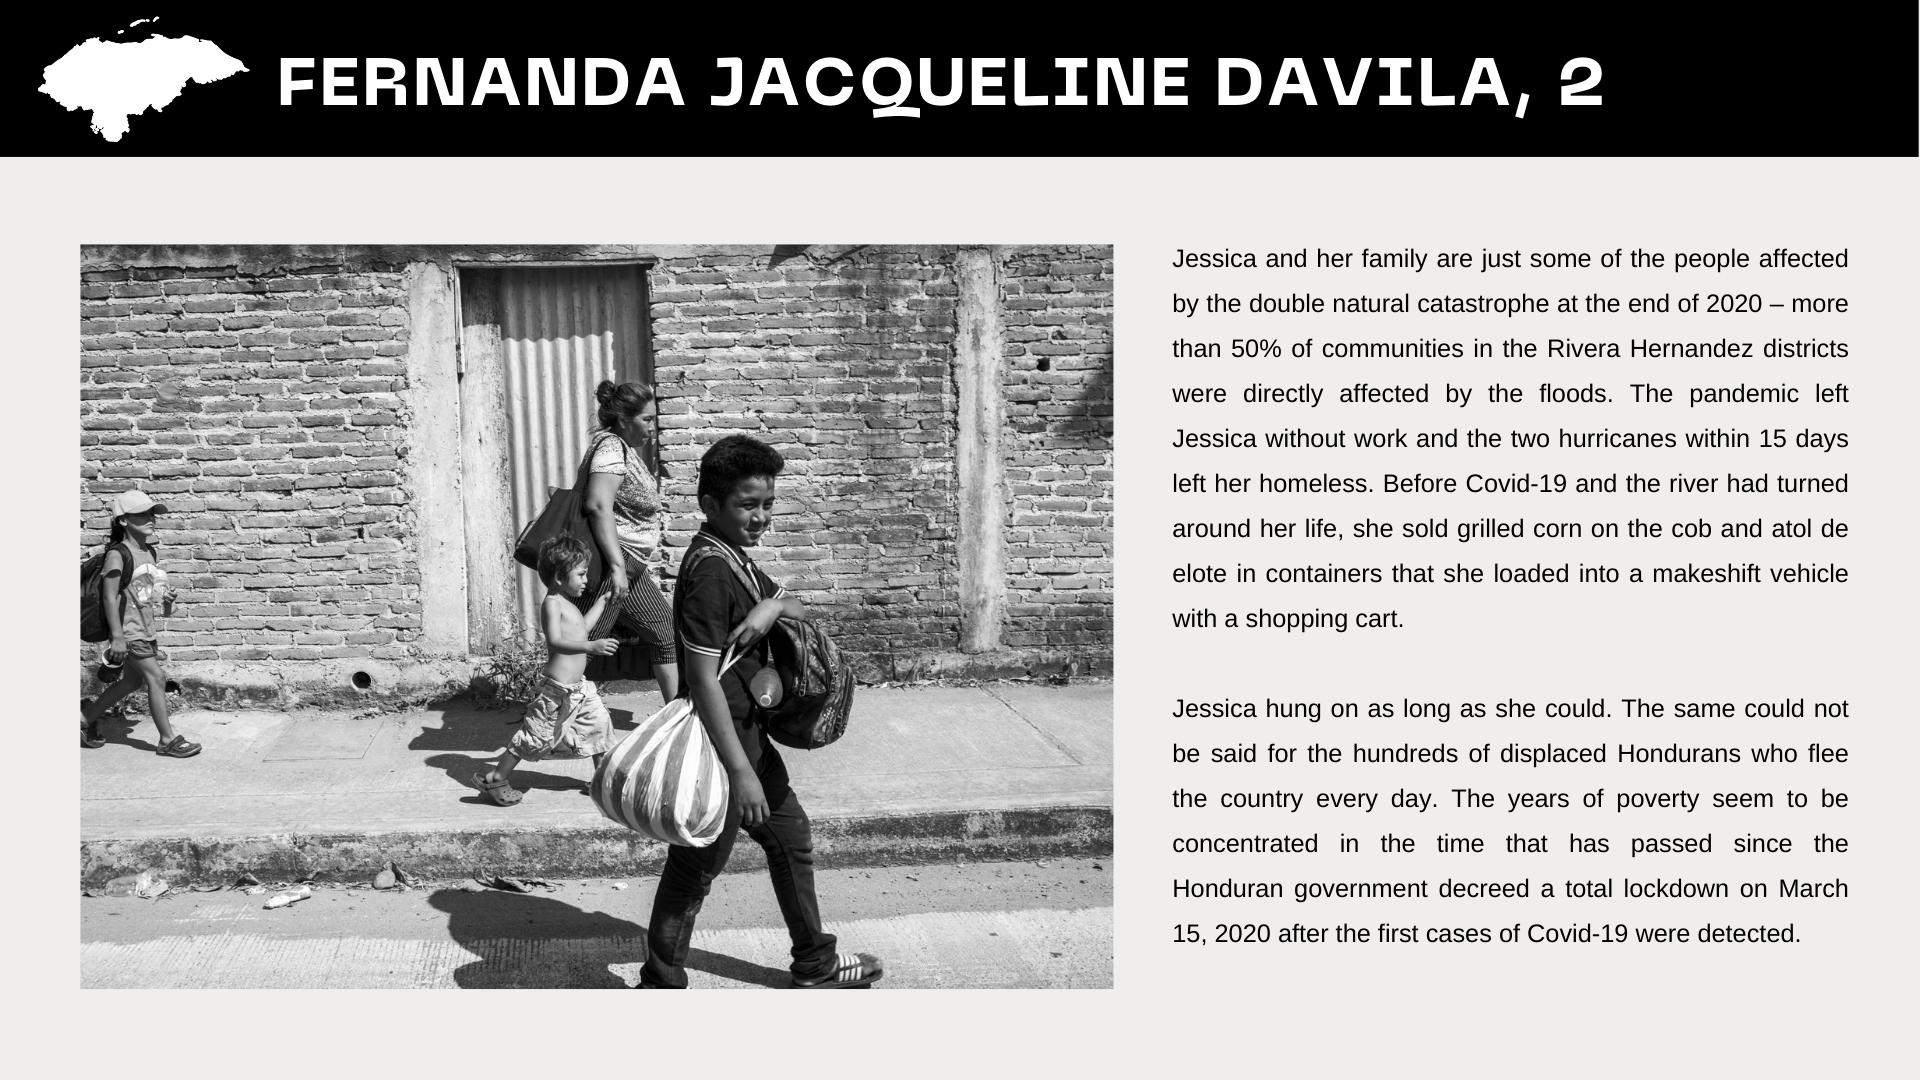 FERNANDA JACQUELINE DAVILA, 2
Jessica and her family are just some of the people affected
by the double natural catastrophe at the end of 2020 – more
than 50% of communities in the Rivera Hernandez districts
were directly affected by the floods. The pandemic left
Jessica without work and the two hurricanes within 15 days
left her homeless. Before Covid-19 and the river had turned
around her life, she sold grilled corn on the cob and atol de
elote in containers that she loaded into a makeshift vehicle
with a shopping cart.
Jessica hung on as long as she could. The same could not
be said for the hundreds of displaced Hondurans who flee
the country every day. The years of poverty seem to be
concentrated in the time that has passed since the
Honduran government decreed a total lockdown on March
15, 2020 after the first cases of Covid-19 were detected.